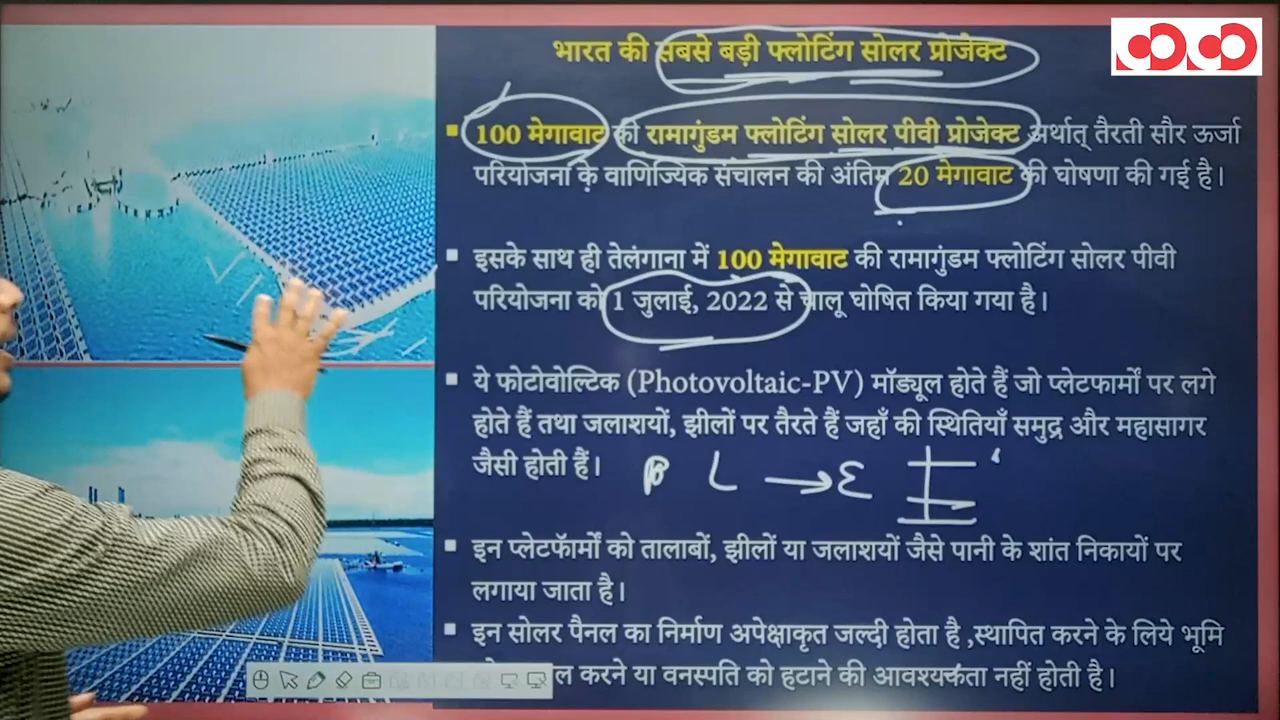 भारत की सबसे बड़ी फ्लोटिंग सोलर प्रोजेक्ट
100 मेगावाट की रामागुंडम फ्लोटिंग सोलर पीवी प्रोजेक्ट अर्थात् तैरती सौर ऊर्जा
परियोजना के वाणिज्यिक संचालन की अंतिम 20 मेगावाट की घोषणा की गई है।
इसके साथ ही तेलंगाना में 100 मेगावाट की रामागुंडम फ्लोटिंग सोलर पीवी
परियोजना को 1 जुलाई, 2022 से चालू घोषित किया गया है।
ये फोटोवोल्टिक (Photovoltaic-PV) मॉड्यूल होते हैं जो प्लेटफार्मों पर लगे
होते हैं तथा जलाशयों, झीलों पर तैरते हैं जहाँ की स्थितियाँ समुद्र और महासागर
जैसी होती हैं।
L → E
इन प्लेटफॅार्मों को तालाबों, झीलों या जलाशयों जैसे पानी के शांत निकायों पर
लगाया जाता है।
इन सोलर पैनल का निर्माण अपेक्षाकृत जल्दी होता है ,स्थापित करने के लिये भूमि
करने या वनस्पति को हटाने की आवश्यकता नहीं होती है।